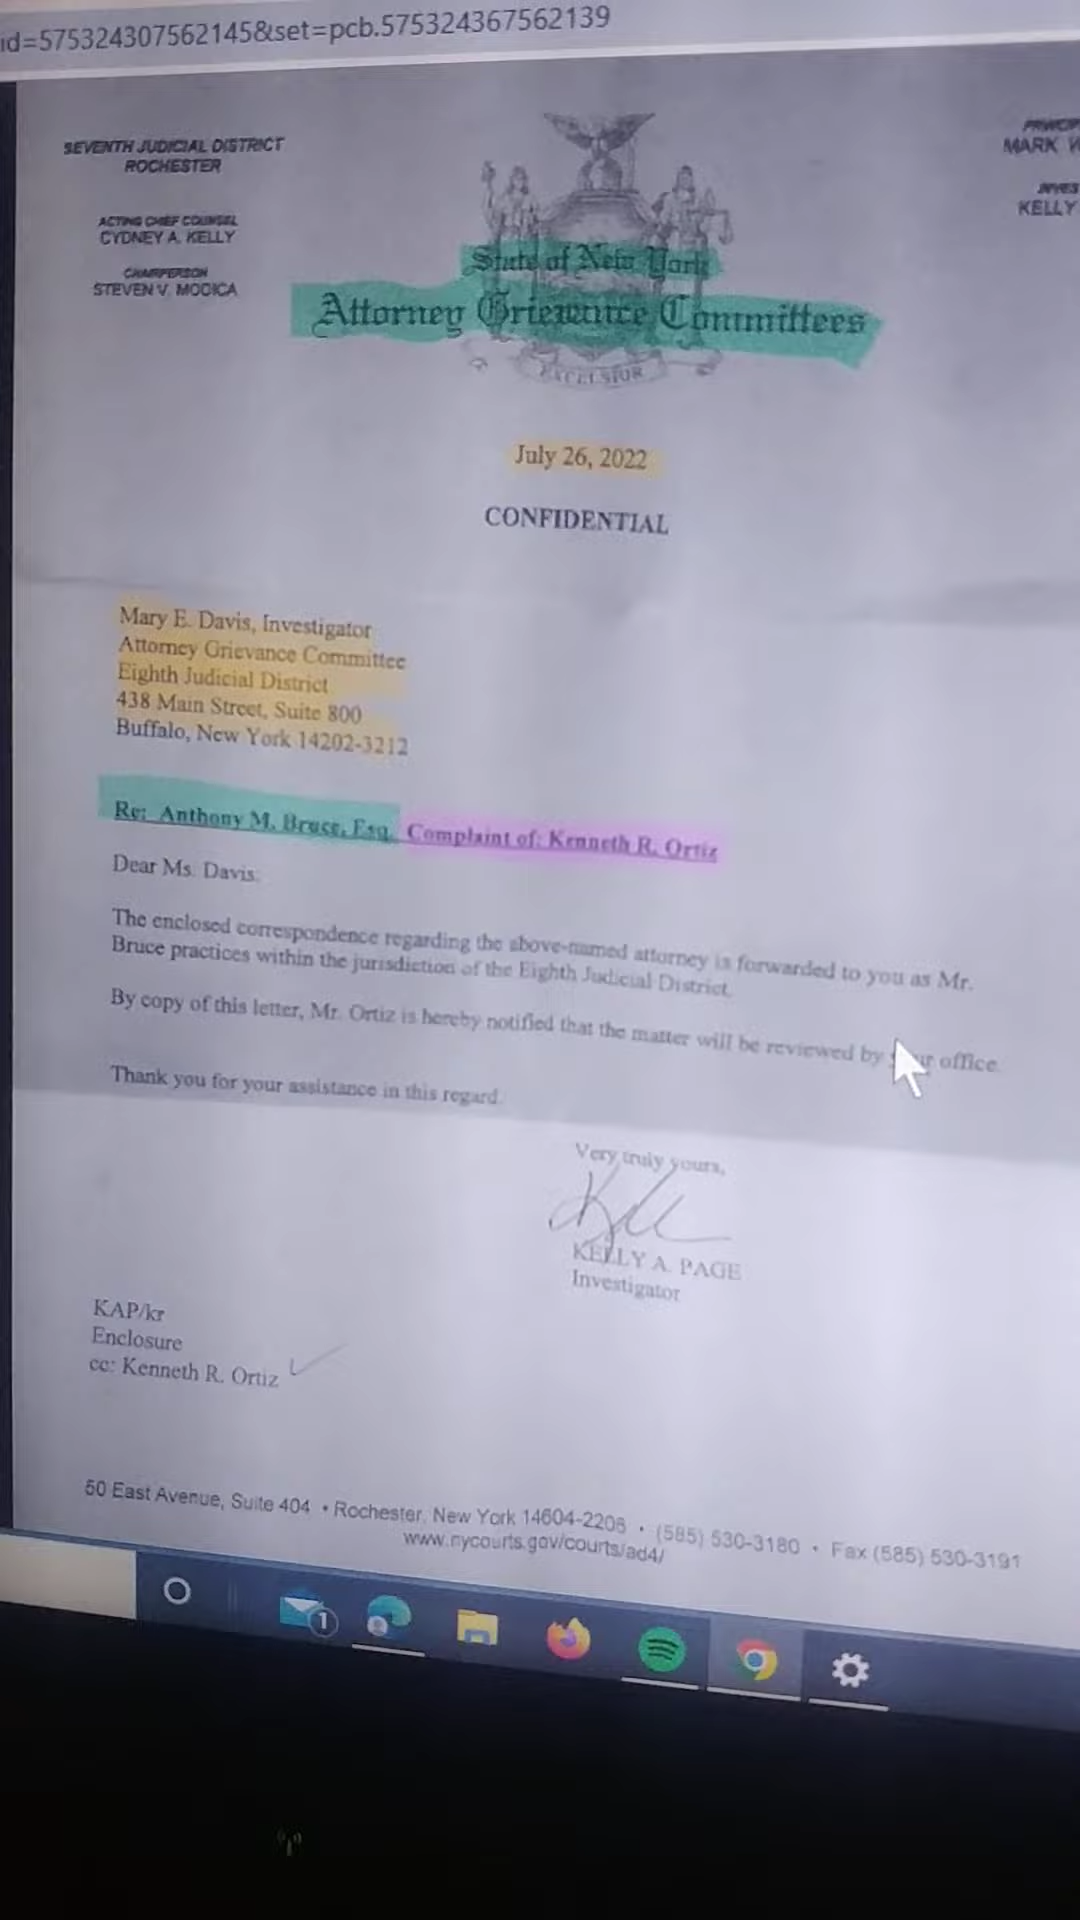 id=575324307562145&set=pcb.575324367562139
SEVENTH JUDICIAL DISTRICT
ROCHESTER
ACTING CHIEF COUNSEL
CYDNEY A. KELLY
CHAIRPERSON
STEVEN V. MODICA
MARK
KELLY
State of New York
Attorney Grievance Committees
EXCELSIOR
July 26, 2022
CONFIDENTIAL
Mary E. Davis, Investigator
Attorney Grievance Committee
Eighth Judicial District
438 Main Street, Suite 800
Buffalo, New York 14202-3212
Re: Anthony M. Bruce, Esq. Complaint of: Kenneth R. Ortiz
Dear Ms. Davis:
The enclosed correspondence regarding the above-named attorney is forwarded to you as Mr.
Bruce practices within the jurisdiction of the Eighth Judicial District.
By copy of this letter, Mr. Ortiz is hereby notified that the matter will be reviewed by your office.
Thank you for your assistance in this regard.
Very truly yours,
KELLY A. PAGE
Investigator
KAP/kr
Enclosure
cc: Kenneth R. Ortiz
50 East Avenue, Suite 404 • Rochester, New York 14604-2206 • (585) 530-3180 • Fax (585) 530-3191
www.nycourts.gov/courts/ad4/
1